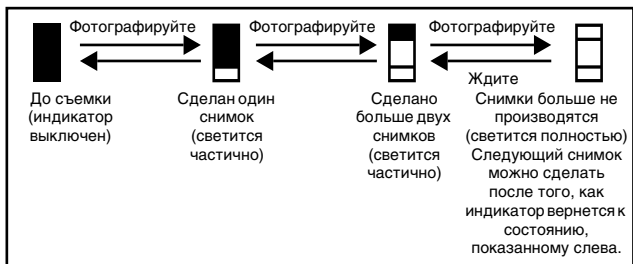 Фотографируйте Фотографируйте Фотографируйте
Ждите
До съемки
(индикатор
выключен)
Сделан один
снимок
(светится
частично)
Сделано
больше двух
снимков
(светится
частично)
Снимки больше не
производятся
(светится полностью)
Следующий снимок
можно сделать
после того, как
индикатор вернется к
состоянию,
показанному слева.